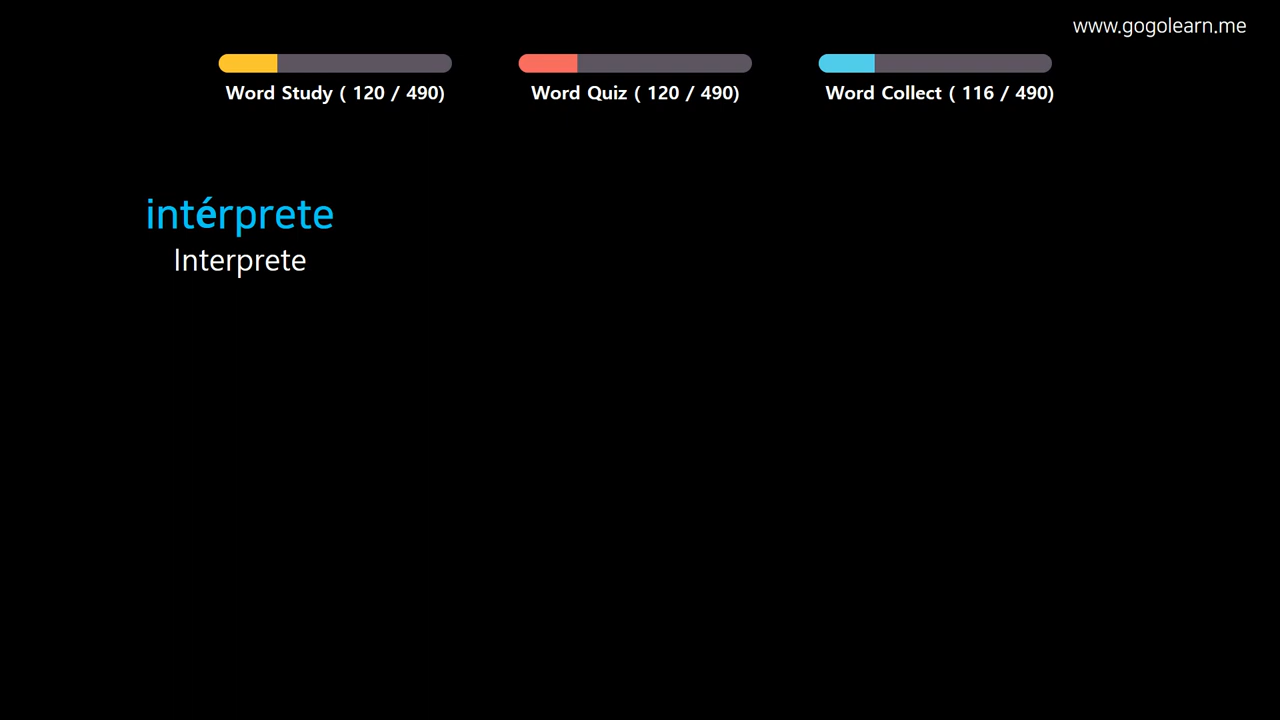 www.gogolearn.me
Word Study ( 120 / 490)
Word Quiz ( 120 / 490)
Word Collect ( 116 / 490)
intérprete
Interprete